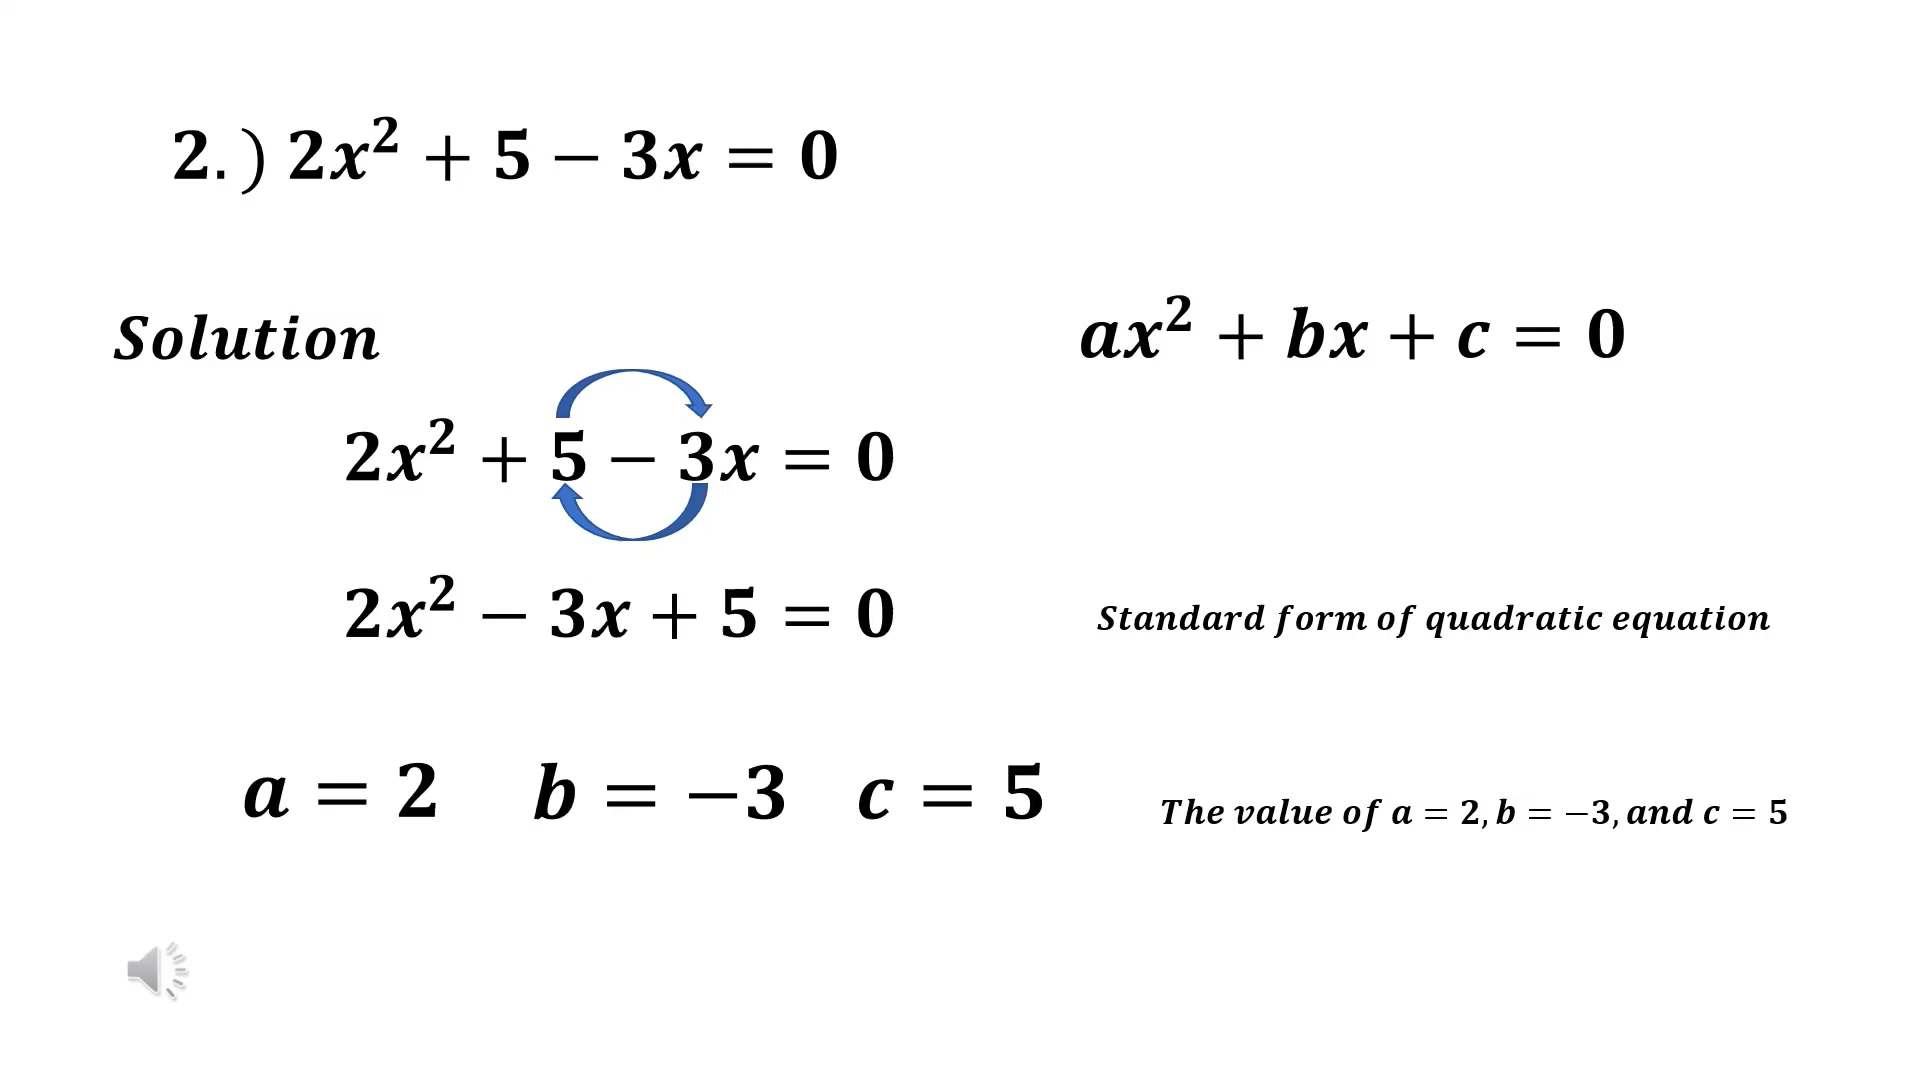 2.) 2x² + 5 − 3x = 0
Solution
ax² + bx + c = 0
2x² + 5 − 3x = 0
2x² − 3x + 5 = 0
Standard form of quadratic equation
a = 2 b = −3 c = 5
The value of a = 2, b = −3, and c = 5